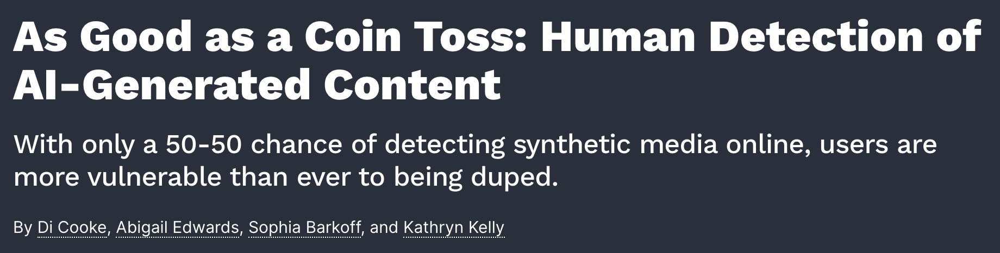 As Good as a Coin Toss: Human Detection of
AI-Generated Content
With only a 50-50 chance of detecting synthetic media online, users are
more vulnerable than ever to being duped.
By Di Cooke, Abigail Edwards, Sophia Barkoff, and Kathryn Kelly